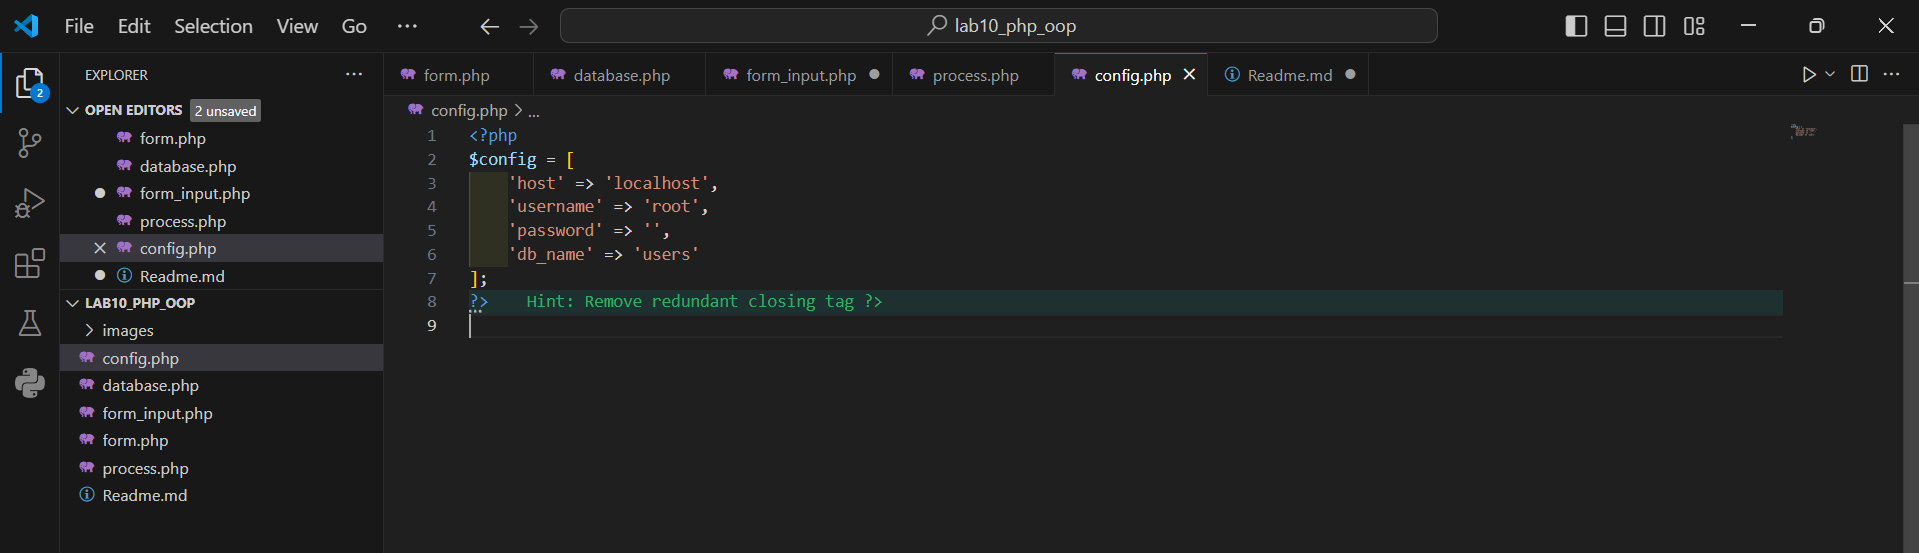 File Edit Selection View Go ··· ← → lab10_php_oop
EXPLORER ···
2
OPEN EDITORS 2 unsaved
form.php
database.php
form_input.php
process.php
config.php
Readme.md
LAB10_PHP_OOP
images
config.php
database.php
form_input.php
form.php
process.php
Readme.md
form.php database.php form_input.php process.php config.php Readme.md
config.php > ...
1 <?php
2 $config = [
3 'host' => 'localhost',
4 'username' => 'root',
5 'password' => '',
6 'db_name' => 'users'
7 ];
8 ?> Hint: Remove redundant closing tag ?>
9